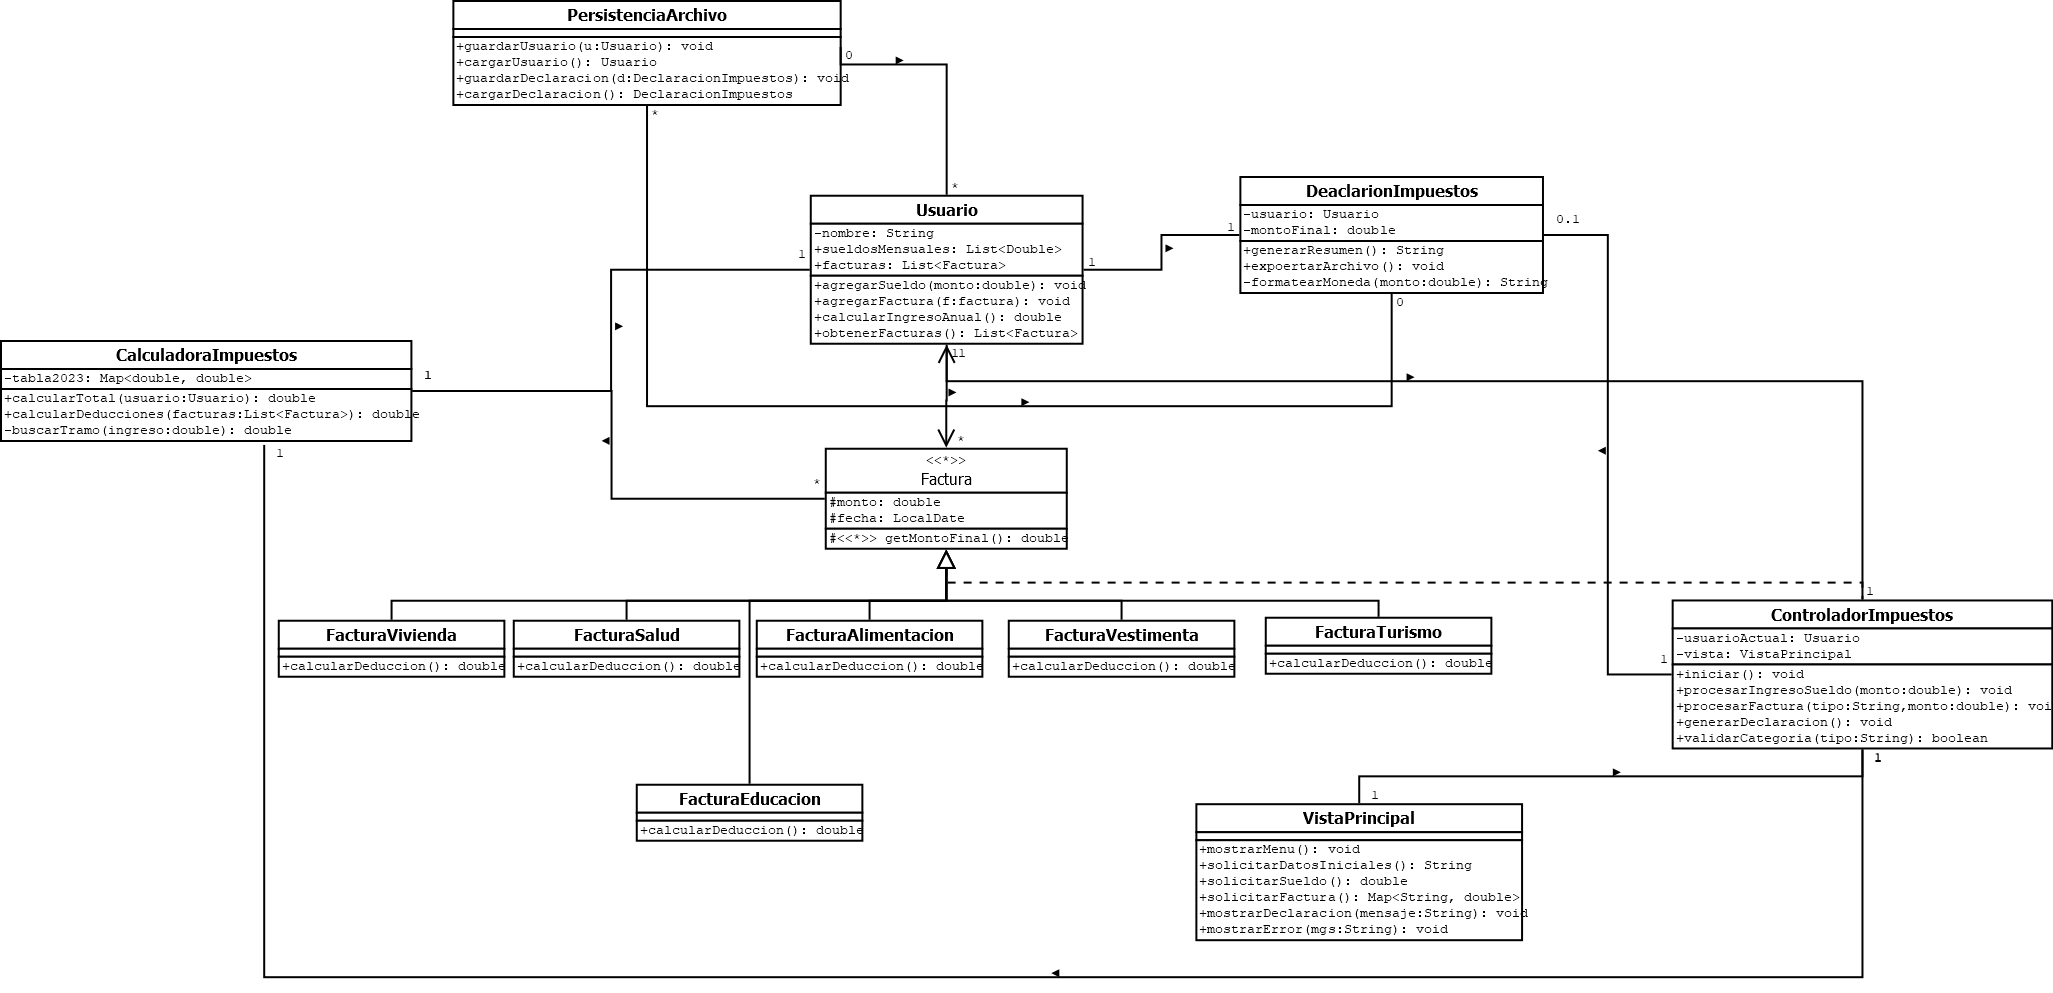 PersistenciaArchivo
+guardarUsuario(u:Usuario): void
+cargarUsuario(): Usuario
+guardarDeclaracion(d:DeclaracionImpuestos): void
+cargarDeclaracion(): DeclaracionImpuestos
0
*
*
Usuario
-nombre: String
+sueldosMensuales: List<Double>
+facturas: List<Factura>
+agregarSueldo(monto:double): void
+agregarFactura(f:factura): void
+calcularIngresoAnual(): double
+obtenerFacturas(): List<Factura>
1
1
11
DeaclarionImpuestos
-usuario: Usuario
-montoFinal: double
+generarResumen(): String
+expoertarArchivo(): void
-formatearMoneda(monto:double): String
1
0.1
0
CalculadoraImpuestos
-tabla2023: Map<double, double>
+calcularTotal(usuario:Usuario): double
+calcularDeducciones(facturas:List<Factura>): double
-buscarTramo(ingreso:double): double
1
1
*
*
<<*>>
Factura
#monto: double
#fecha: LocalDate
#<<*>> getMontoFinal(): double
FacturaVivienda
+calcularDeduccion(): double
FacturaSalud
+calcularDeduccion(): double
FacturaAlimentacion
+calcularDeduccion(): double
FacturaVestimenta
+calcularDeduccion(): double
FacturaTurismo
+calcularDeduccion(): double
1
1
ControladorImpuestos
-usuarioActual: Usuario
-vista: VistaPrincipal
+iniciar(): void
+procesarIngresoSueldo(monto:double): void
+procesarFactura(tipo:String,monto:double): voi
+generarDeclaracion(): void
+validarCategoria(tipo:String): boolean
1
FacturaEducacion
+calcularDeduccion(): double
1
VistaPrincipal
+mostrarMenu(): void
+solicitarDatosIniciales(): String
+solicitarSueldo(): double
+solicitarFactura(): Map<String, double>
+mostrarDeclaracion(mensaje:String): void
+mostrarError(mgs:String): void